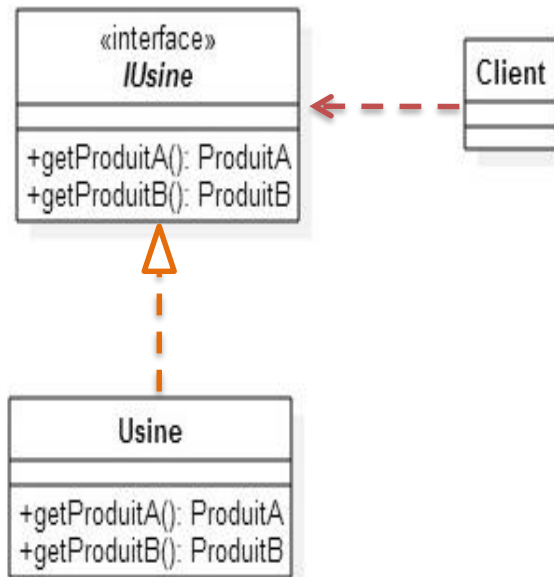 «interface»
IUsine
+getProduitA(): ProduitA
+getProduitB(): ProduitB
Client
Usine
+getProduitA(): ProduitA
+getProduitB(): ProduitB